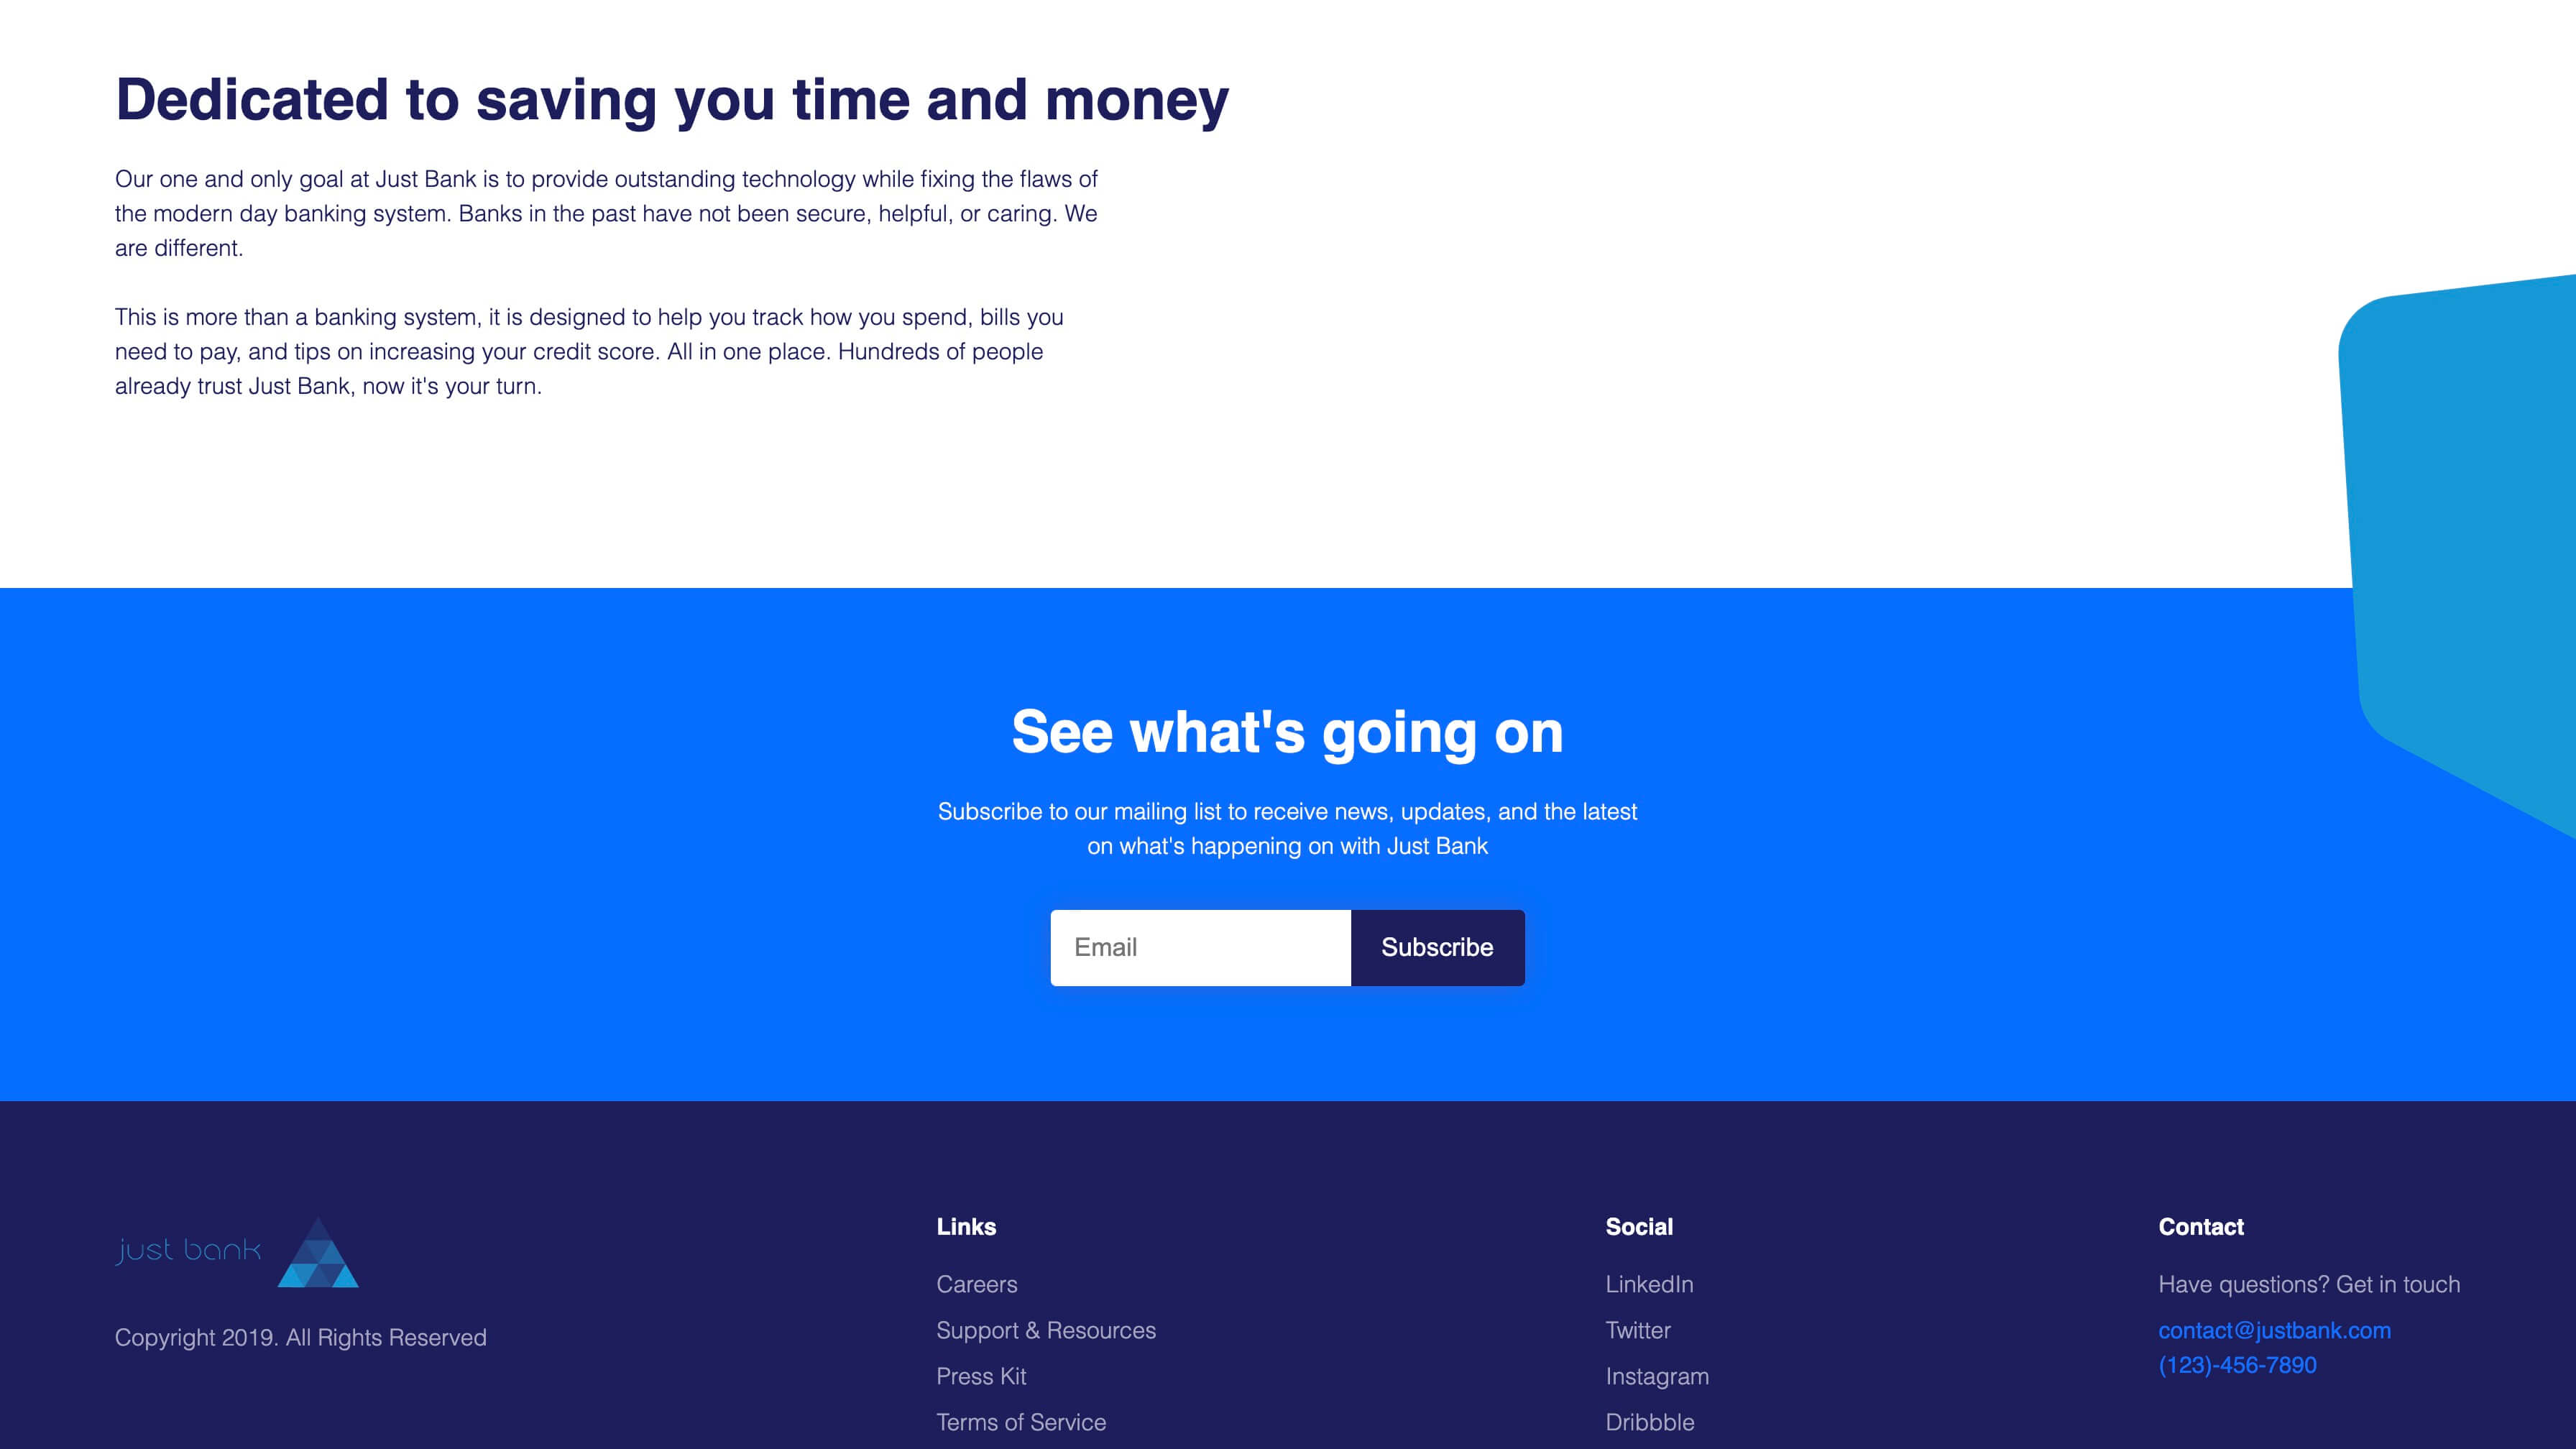 Dedicated to saving you time and money
Our one and only goal at Just Bank is to provide outstanding technology while fixing the flaws of
the modern day banking system. Banks in the past have not been secure, helpful, or caring. We
are different.
This is more than a banking system, it is designed to help you track how you spend, bills you
need to pay, and tips on increasing your credit score. All in one place. Hundreds of people
already trust Just Bank, now it's your turn.
See what's going on
Subscribe to our mailing list to receive news, updates, and the latest
on what's happening on with Just Bank
Email
Subscribe
just bank
Copyright 2019. All Rights Reserved
Links
Careers
Support & Resources
Press Kit
Terms of Service
Social
LinkedIn
Twitter
Instagram
Dribbble
Contact
Have questions? Get in touch
contact@justbank.com
(123)-456-7890